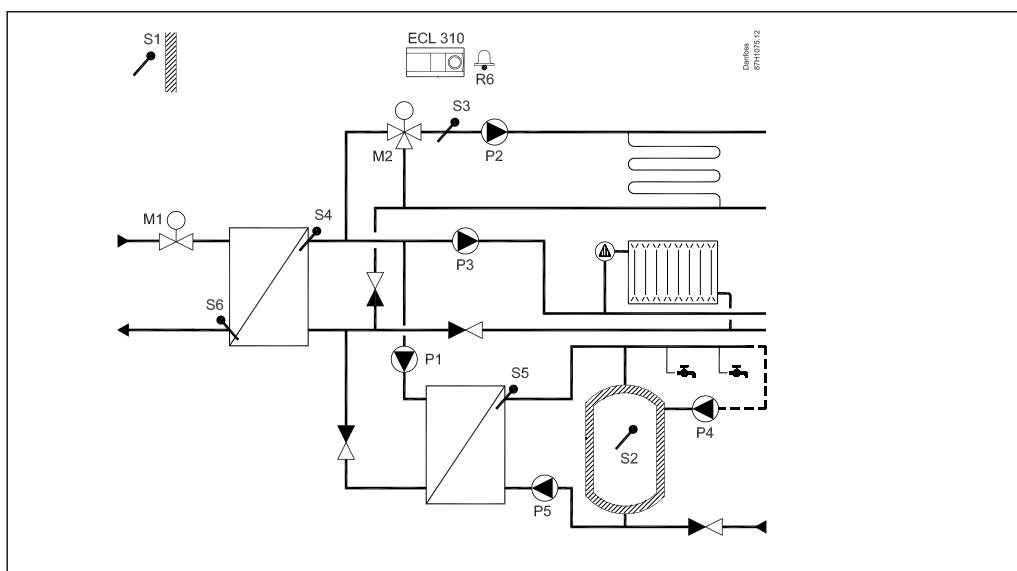 S1
ECL 310
R6
Danfoss
87H1075.12
S3
M2
P2
M1
S4
P3
S6
P1
S5
S2
P4
P5